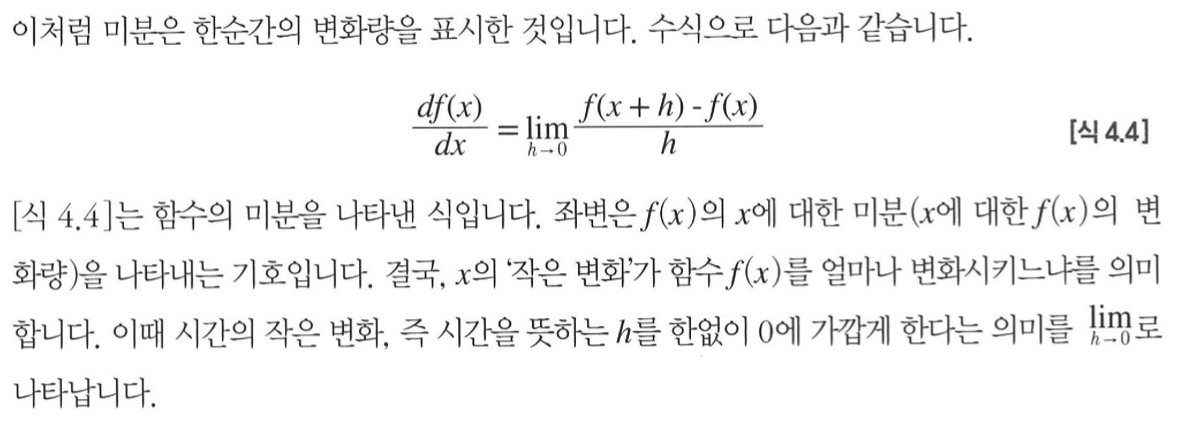 이처럼 미분은 한순간의 변화량을 표시한 것입니다. 수식으로 다음과 같습니다.
df(x)/dx = lim h→0 f(x + h) - f(x)/h [식 4.4]
[식 4.4]는 함수의 미분을 나타낸 식입니다. 좌변은 f(x)의 x에 대한 미분(x에 대한 f(x)의 변
화량)을 나타내는 기호입니다. 결국, x의 ‘작은 변화’가 함수 f(x)를 얼마나 변화시키느냐를 의미
합니다. 이때 시간의 작은 변화, 즉 시간을 뜻하는 h를 한없이 0에 가깝게 한다는 의미를 lim h→0로
나타납니다.